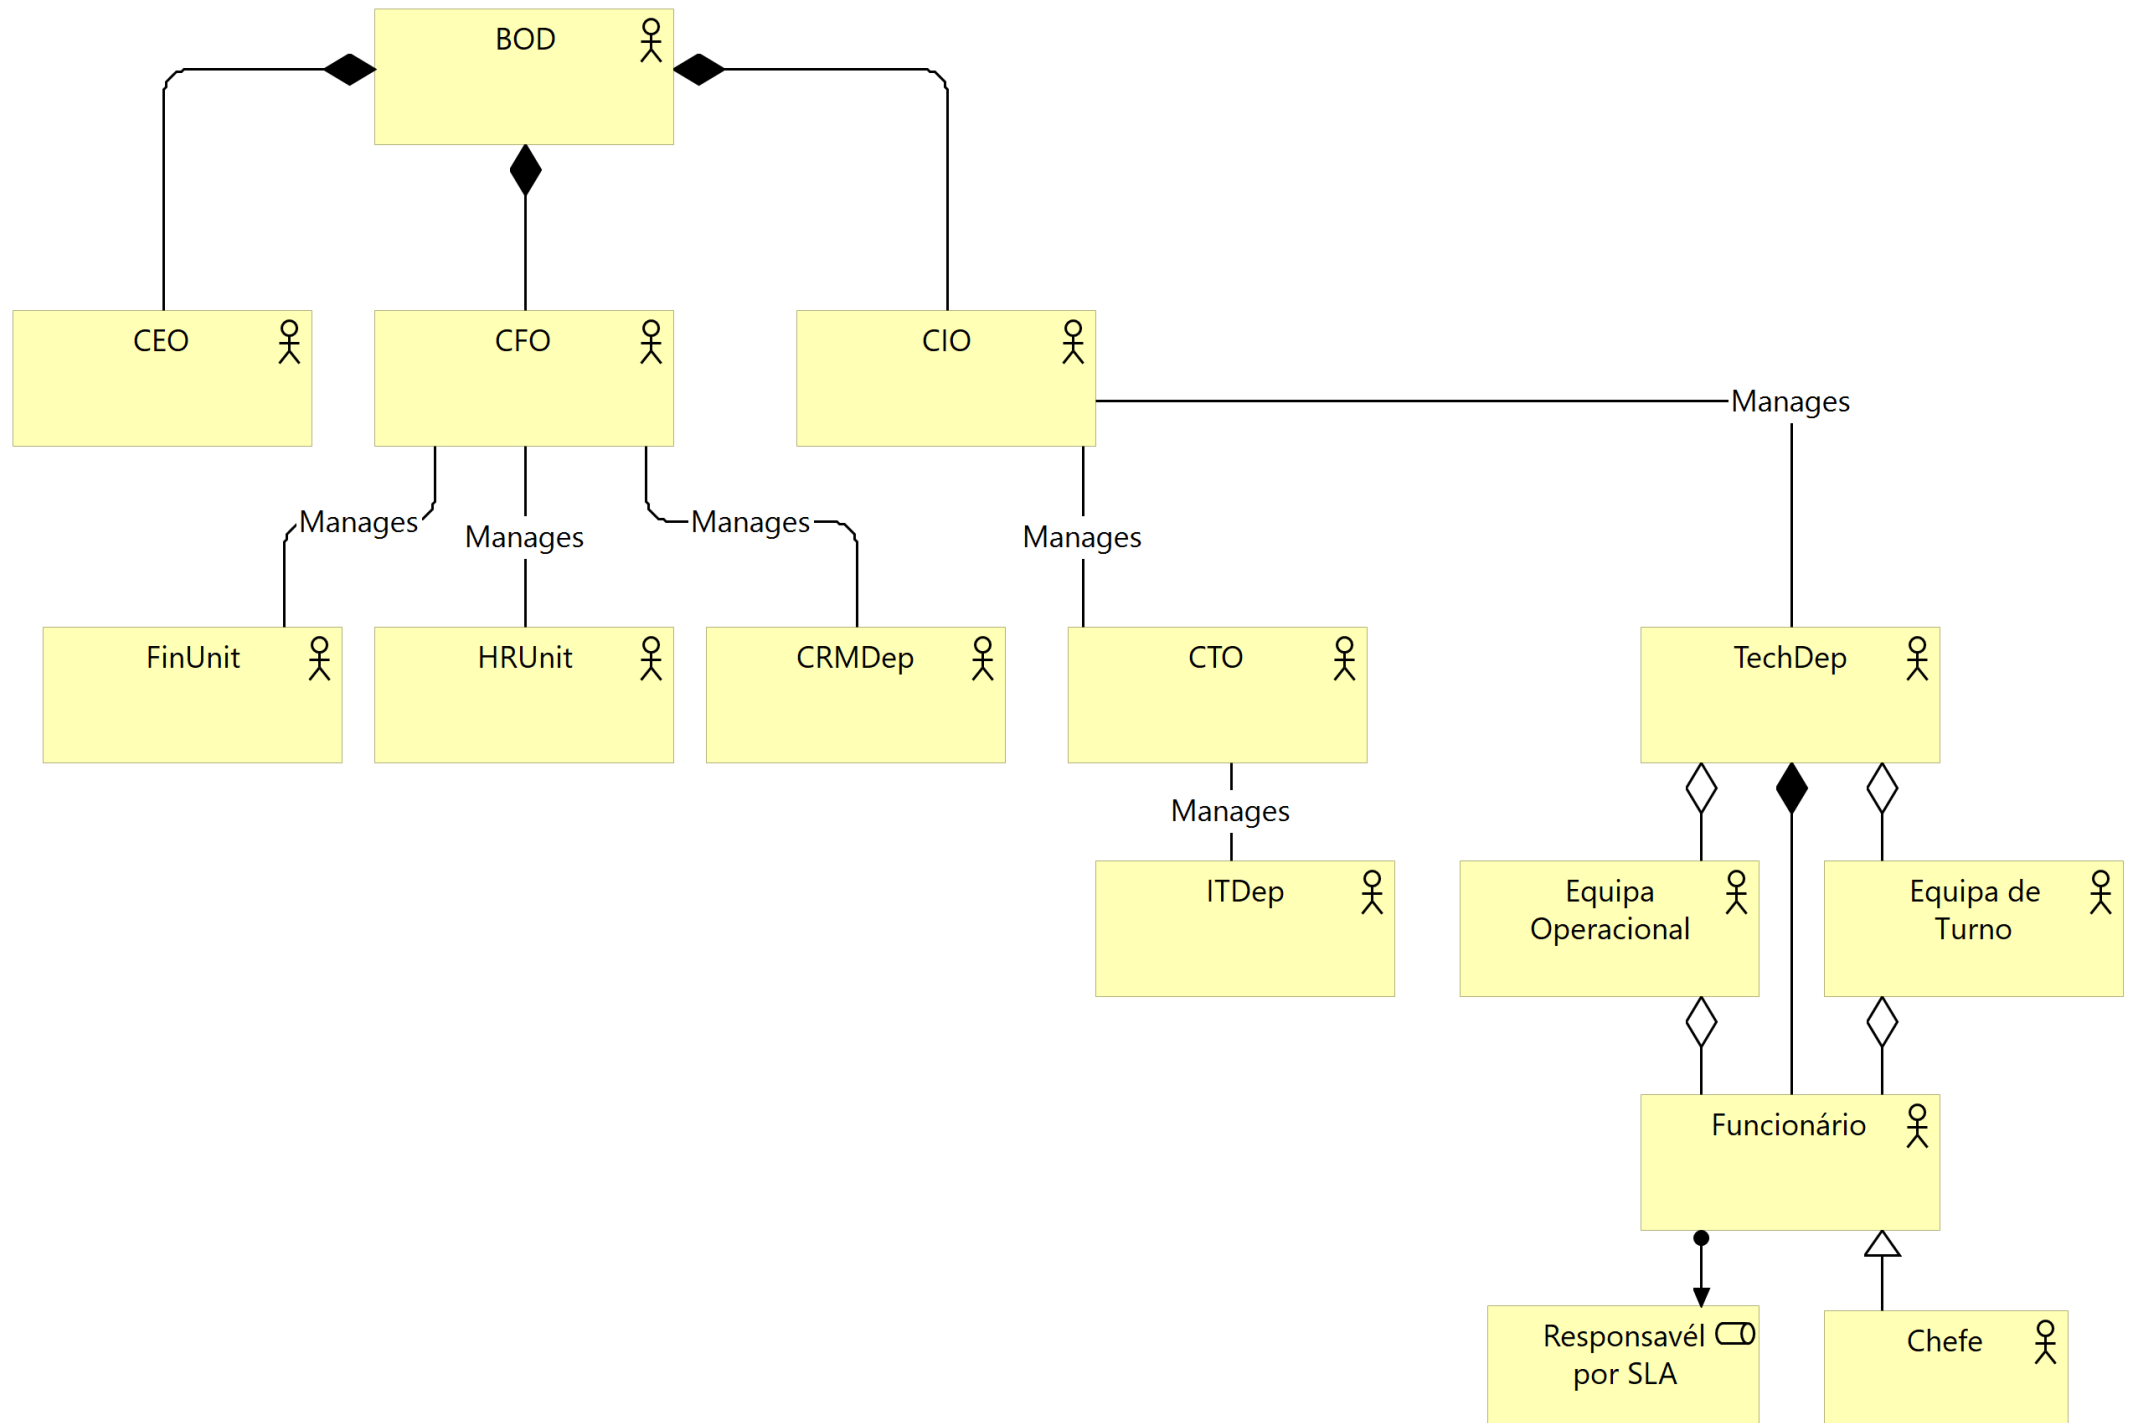 BOD
CEO
CFO
CIO
Manages
Manages
Manages
Manages
Manages
FinUnit
HRUnit
CRMDep
CTO
TechDep
Manages
ITDep
Equipa
Operacional
Equipa de
Turno
Funcionário
Responsavél
por SLA
Chefe